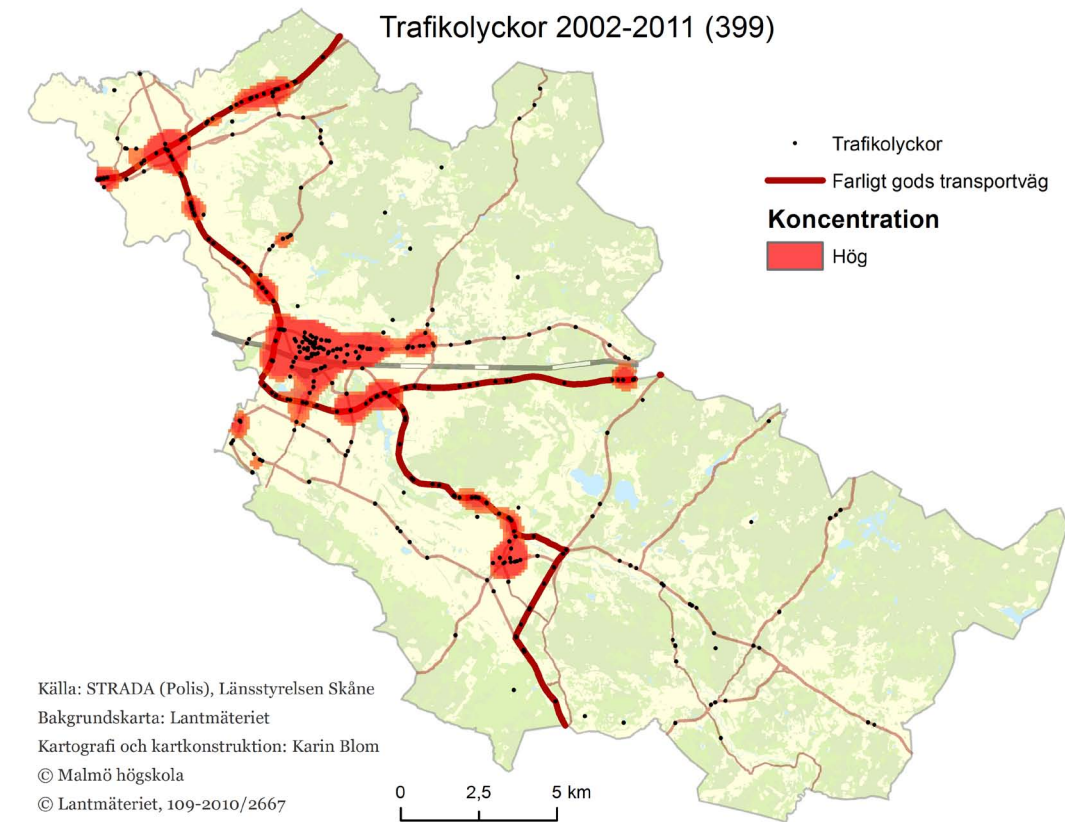 Trafikolyckor 2002-2011 (399)
Trafikolyckor
Farligt gods transportväg
Koncentration
Hög
Källa: STRADA (Polis), Länsstyrelsen Skåne
Bakgrundskarta: Lantmäteriet
Kartografi och kartkonstruktion: Karin Blom
© Malmö högskola
© Lantmäteriet, 109-2010/2667
0 2,5 5 km